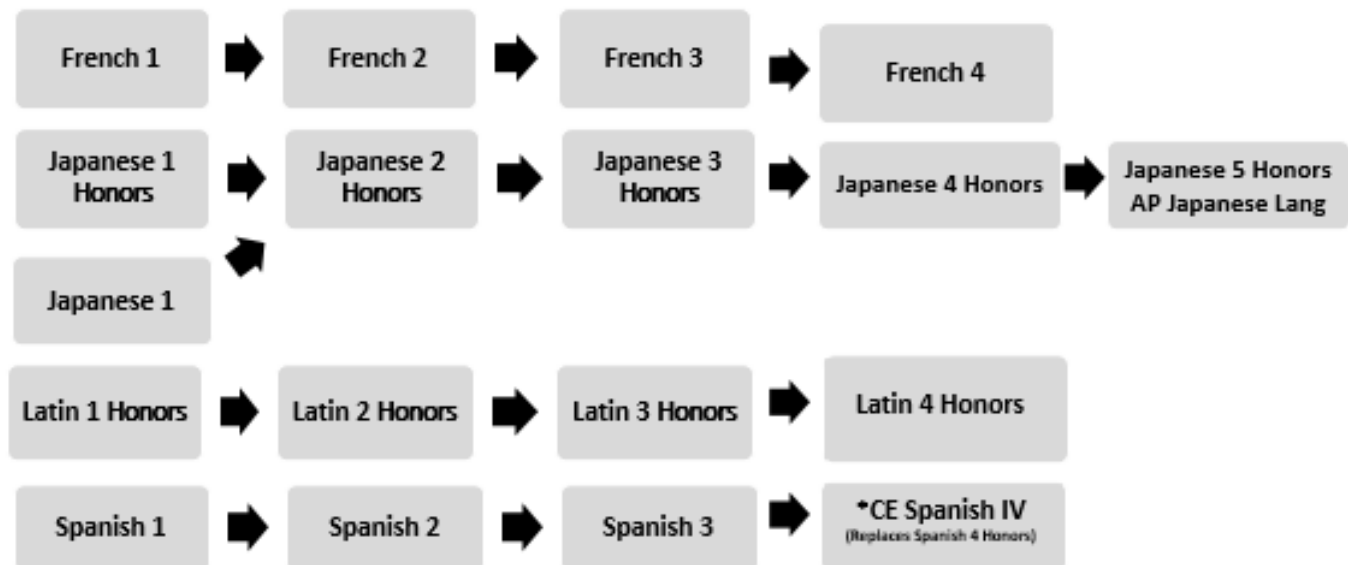 French 1
French 2
French 3
French 4
Japanese 1
Honors
Japanese 2
Honors
Japanese 3
Honors
Japanese 4 Honors
Japanese 5 Honors
AP Japanese Lang
Japanese 1
Latin 1 Honors
Latin 2 Honors
Latin 3 Honors
Latin 4 Honors
Spanish 1
Spanish 2
Spanish 3
*CE Spanish IV
(Replaces Spanish 4 Honors)